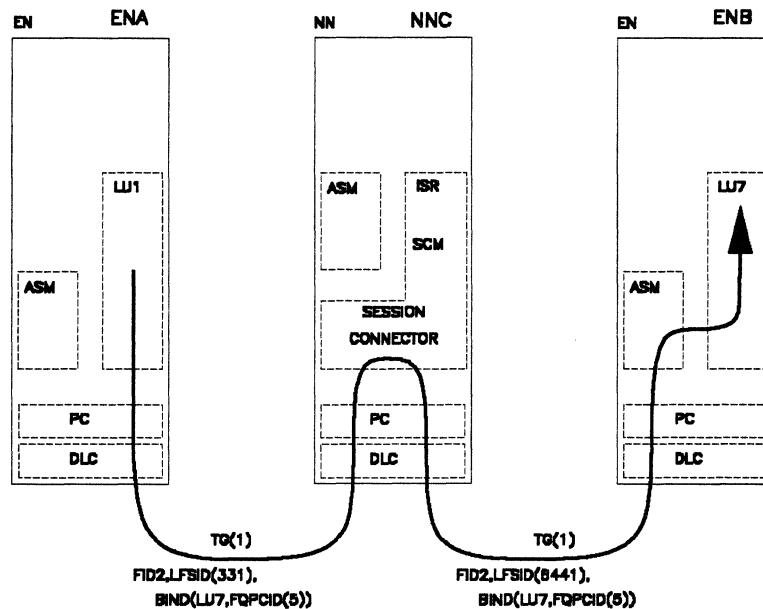 EN ENA NN NNC EN ENB
LU1 ASM ISR LU7
SCM
ASM SESSION ASM
CONNECTOR
PC PC PC
DLC DLC DLC
TG(1) TG(1)
FID2,LFSID(331), FID2,LFSID(6441),
BIND(LU7,FQPCID(5)) BIND(LU7,FQPCID(5))